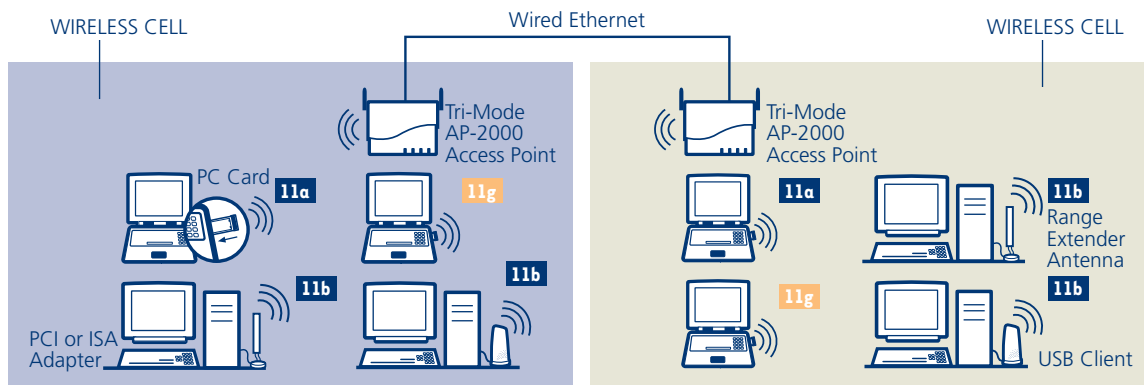 WIRELESS CELL
Wired Ethernet
WIRELESS CELL
Tri-Mode
AP-2000
Access Point
Tri-Mode
AP-2000
Access Point
PC Card
11a
11g
11a
11b
Range
Extender
Antenna
11b
11b
11g
11b
PCI or ISA
Adapter
USB Client